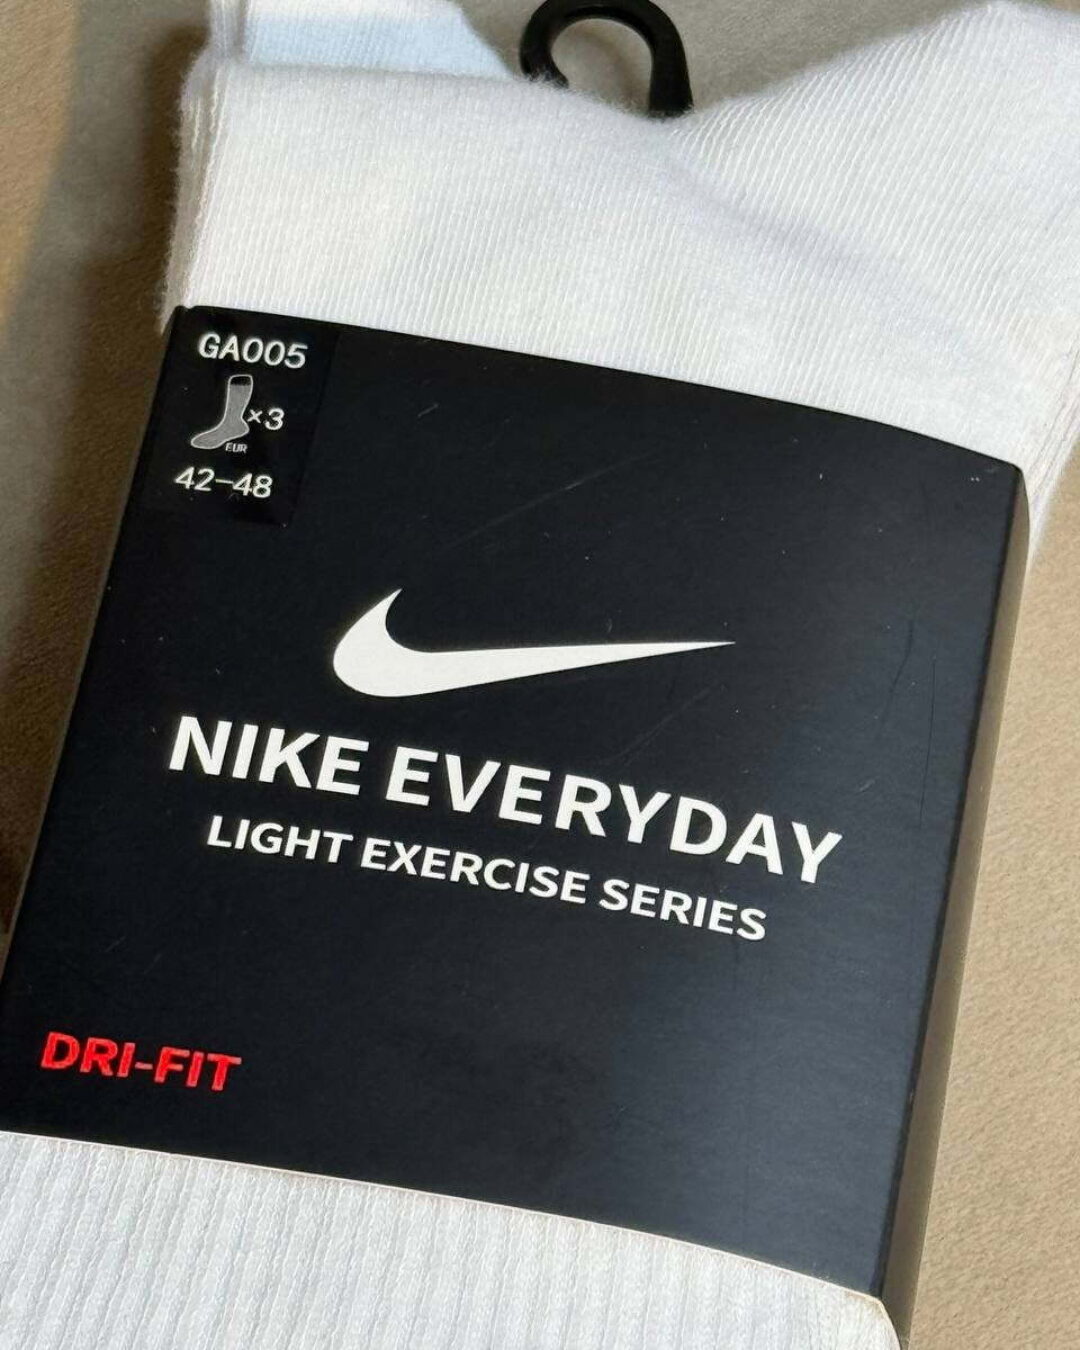 GA005
×3
EUR
42-48
NIKE EVERYDAY
LIGHT EXERCISE SERIES
DRI-FIT